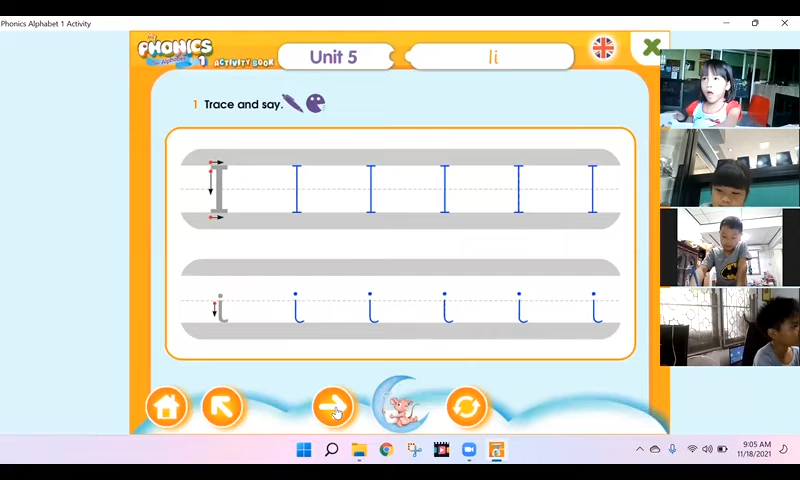 Phonics Alphabet 1 Activity
My
PHONICS
1 ACTIVITY BOOK
Unit 5
Ii
1 Trace and say.
I I I I I I
i i i i i i
9:05 AM
11/18/2021